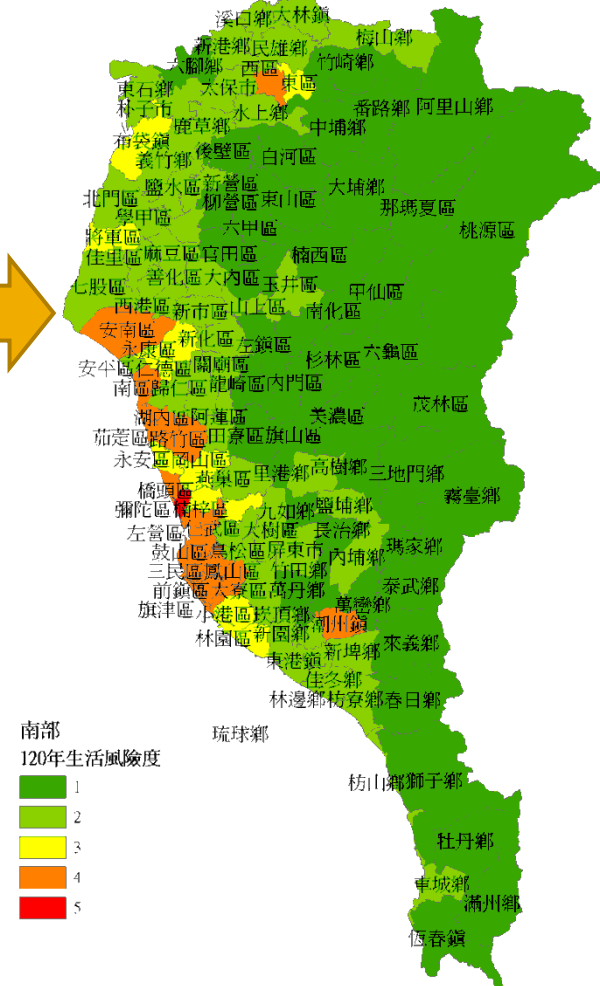 溪口鄉 大林鎮
梅山鄉
新港鄉 民雄鄉
竹崎鄉
六腳鄉 西區
東石鄉 太保市 東區
朴子市 水上鄉 番路鄉 阿里山鄉
鹿草鄉 中埔鄉
布袋鎮
義竹鄉 後壁區 白河區
鹽水區 新營區 大埔鄉
北門區 柳營區 東山區 那瑪夏區
學甲區
六甲區 桃源區
將軍區
佳里區 麻豆區 官田區 楠西區
善化區 大內區 玉井區
七股區 甲仙區
西港區 新市區 山上區 南化區
安南區
永康區 新化區 左鎮區 杉林區 六龜區
安平區 仁德區 關廟區
南區 歸仁區 龍崎區 內門區
茂林區
湖內區 阿蓮區 美濃區
茄萣區 路竹區 田寮區 旗山區
永安區 岡山區
燕巢區 里港鄉 高樹鄉 三地門鄉
橋頭區 霧臺鄉
彌陀區 楠梓區 九如鄉 鹽埔鄉
左營區 仁武區 大樹區 長治鄉
鼓山區 鳥松區 屏東市 內埔鄉 瑪家鄉
三民區 鳳山區 竹田鄉
前鎮區 大寮區 萬丹鄉 泰武鄉
旗津區 小港區 崁頂鄉 萬巒鄉
潮州鎮
林園區 新園鄉 來義鄉
東港鎮 新埤鄉
佳冬鄉
林邊鄉 枋寮鄉 春日鄉
琉球鄉
南部
120年生活風險度
1
2
3
4
5
枋山鄉 獅子鄉
牡丹鄉
車城鄉
滿州鄉
恆春鎮